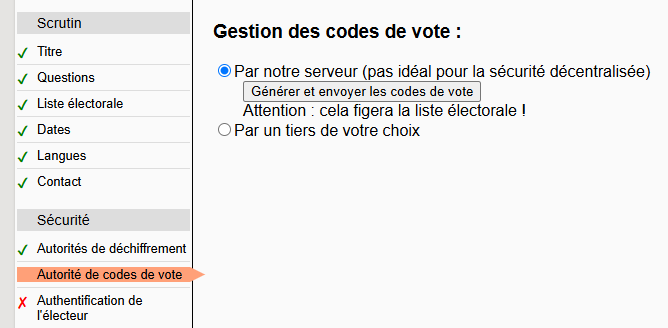 Scrutin
Titre
Questions
Liste électorale
Dates
Langues
Contact
Sécurité
Autorités de déchiffrement
Autorité de codes de vote
Authentification de
l'électeur
Gestion des codes de vote :
Par notre serveur (pas idéal pour la sécurité décentralisée)
Générer et envoyer les codes de vote
Attention : cela figera la liste électorale !
Par un tiers de votre choix